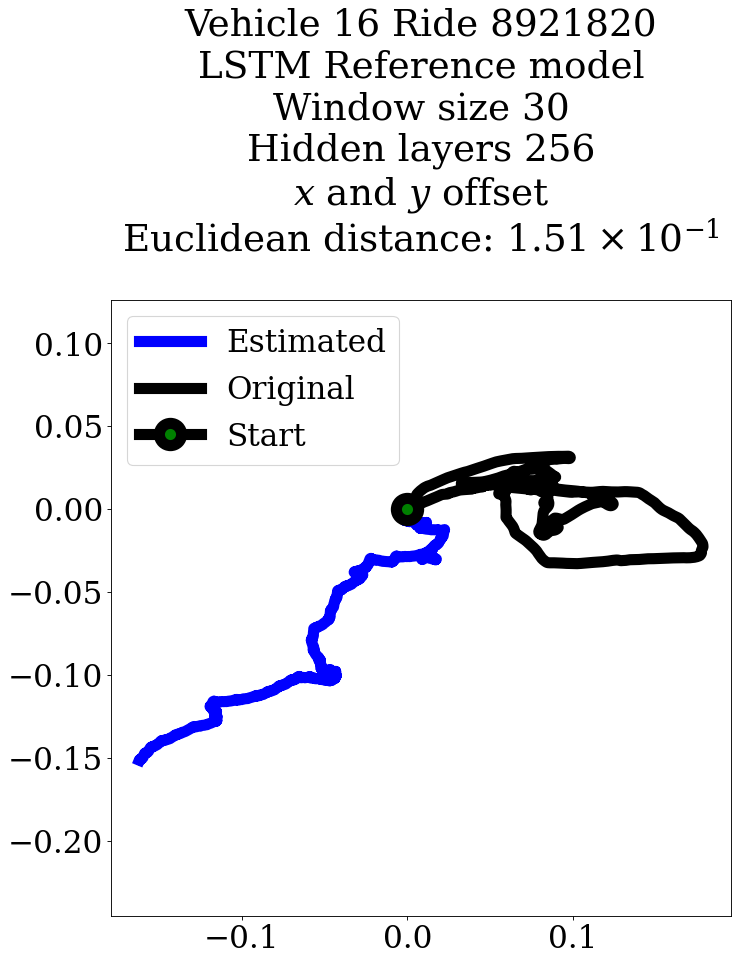 Vehicle 16 Ride 8921820
LSTM Reference model
Window size 30
Hidden layers 256
x and y offset
Euclidean distance: 1.51 × 10⁻¹
Estimated
Original
Start
0.10
0.05
0.00
−0.05
−0.10
−0.15
−0.20
−0.1 0.0 0.1